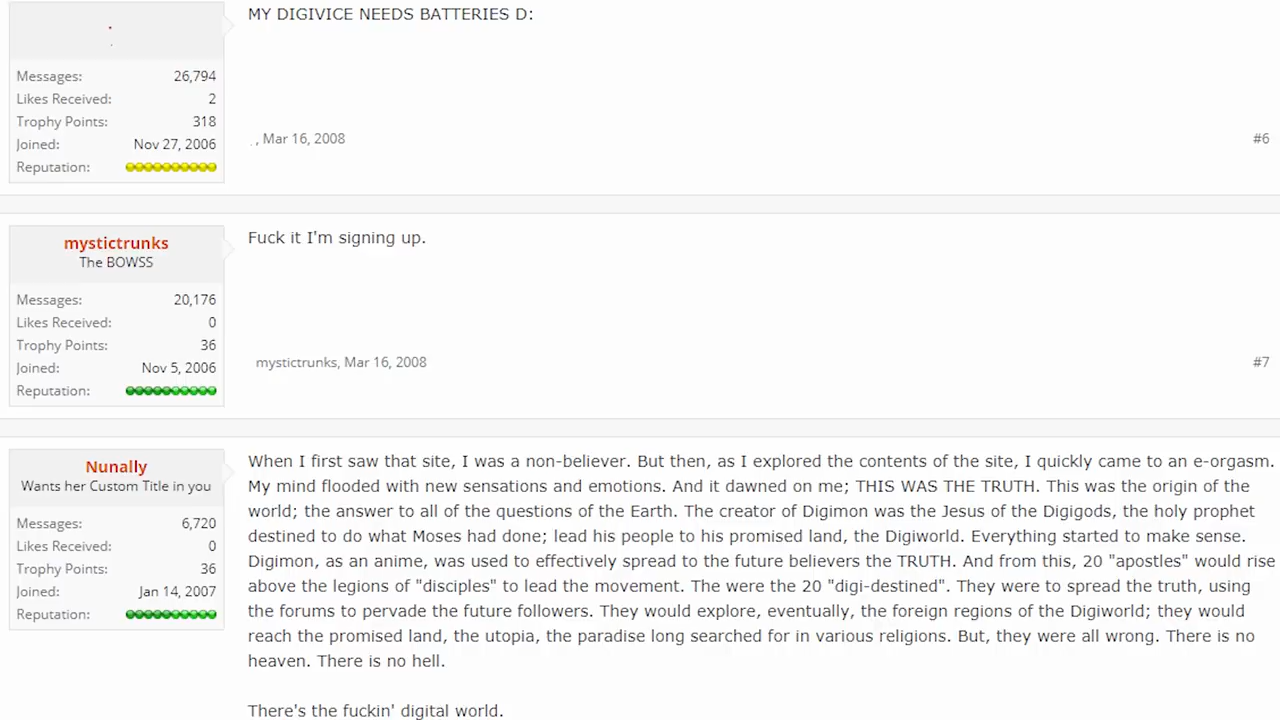 MY DIGIVICE NEEDS BATTERIES D:
Messages: 26,794
Likes Received: 2
Trophy Points: 318
Joined: Nov 27, 2006
Reputation:
. , Mar 16, 2008
#6
mystictrunks
The BOWSS
Messages: 20,176
Likes Received: 0
Trophy Points: 36
Joined: Nov 5, 2006
Reputation:
Fuck it I'm signing up.
mystictrunks, Mar 16, 2008
#7
Nunally
Wants her Custom Title in you
Messages: 6,720
Likes Received: 0
Trophy Points: 36
Joined: Jan 14, 2007
Reputation:
When I first saw that site, I was a non-believer. But then, as I explored the contents of the site, I quickly came to an e-orgasm.
My mind flooded with new sensations and emotions. And it dawned on me; THIS WAS THE TRUTH. This was the origin of the
world; the answer to all of the questions of the Earth. The creator of Digimon was the Jesus of the Digigods, the holy prophet
destined to do what Moses had done; lead his people to his promised land, the Digiworld. Everything started to make sense.
Digimon, as an anime, was used to effectively spread to the future believers the TRUTH. And from this, 20 "apostles" would rise
above the legions of "disciples" to lead the movement. The were the 20 "digi-destined". They were to spread the truth, using
the forums to pervade the future followers. They would explore, eventually, the foreign regions of the Digiworld; they would
reach the promised land, the utopia, the paradise long searched for in various religions. But, they were all wrong. There is no
heaven. There is no hell.
There's the fuckin' digital world.